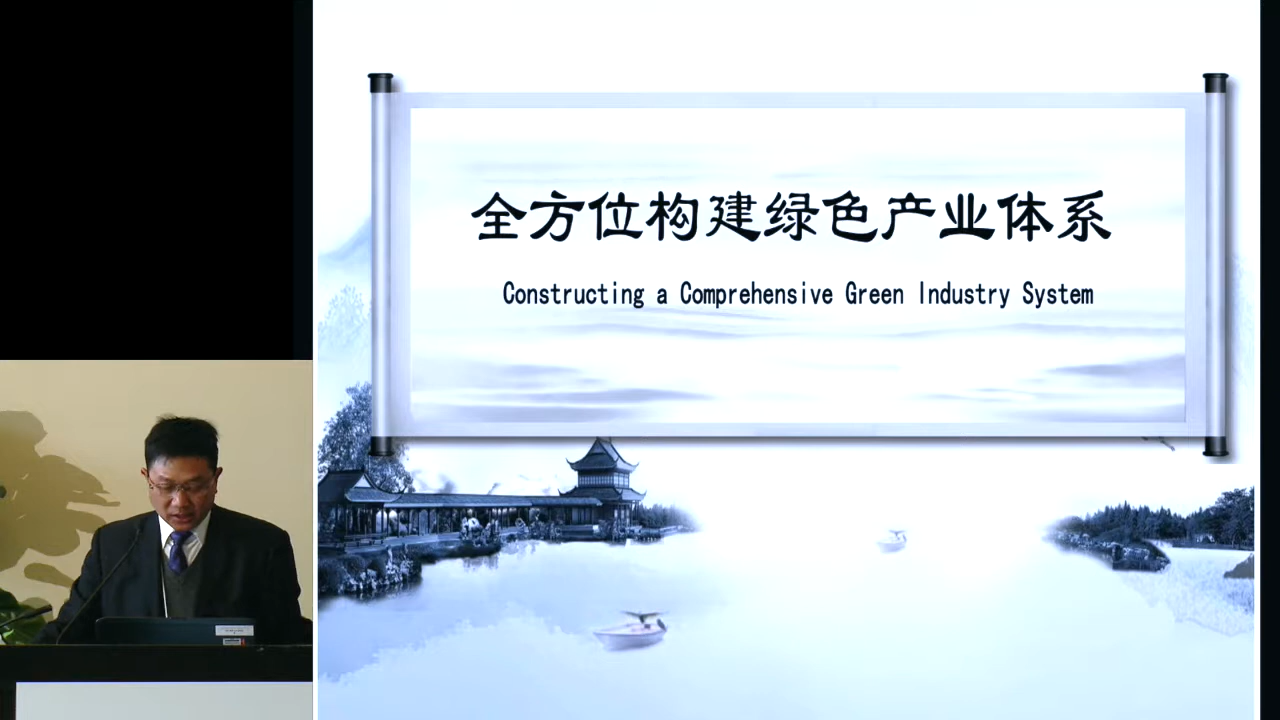 全方位构建绿色产业体系
Constructing a Comprehensive Green Industry System